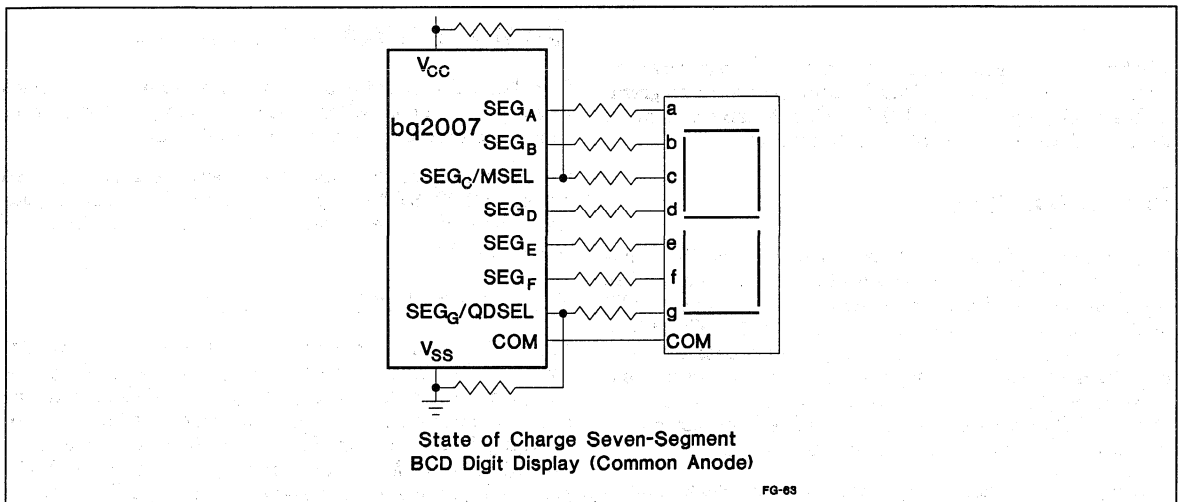 VCC
bq2007
SEGA
SEGB
SEGC/MSEL
SEGD
SEGE
SEGF
SEGG/QDSEL
COM
VSS
a
b
c
d
e
f
g
COM
State of Charge Seven-Segment
BCD Digit Display (Common Anode)
FG-63